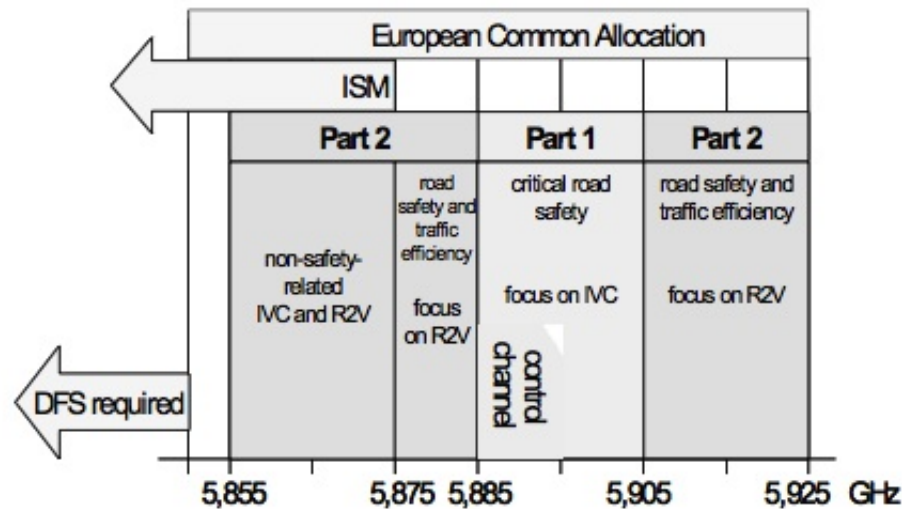 European Common Allocation
ISM
Part 2
Part 1
Part 2
road
safety and
traffic
efficiency
critical road
safety
road safety and
traffic efficiency
non-safety-
related
IVC and R2V
focus
on R2V
focus on IVC
focus on R2V
control
channel
DFS required
5,855 5,875 5,885 5,905 5,925 GHz